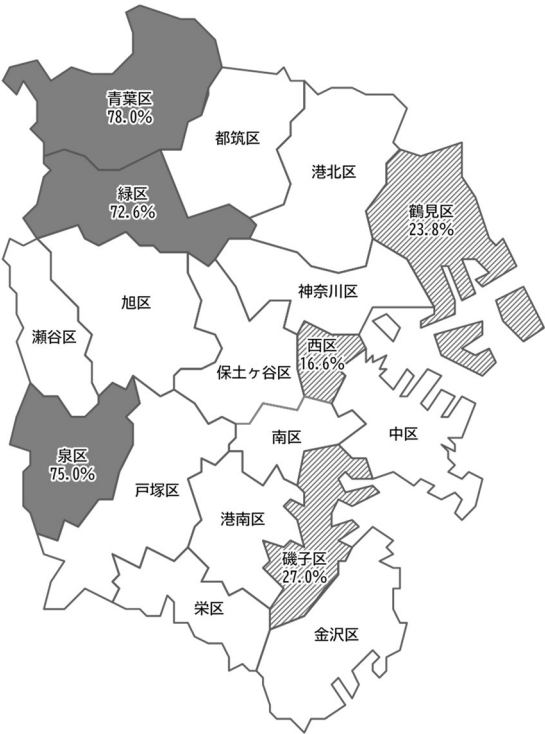 青葉区
78.0%
都筑区
港北区
緑区
72.6%
鶴見区
23.8%
神奈川区
旭区
瀬谷区
西区
16.6%
保土ヶ谷区
南区
中区
泉区
75.0%
戸塚区
港南区
磯子区
27.0%
栄区
金沢区